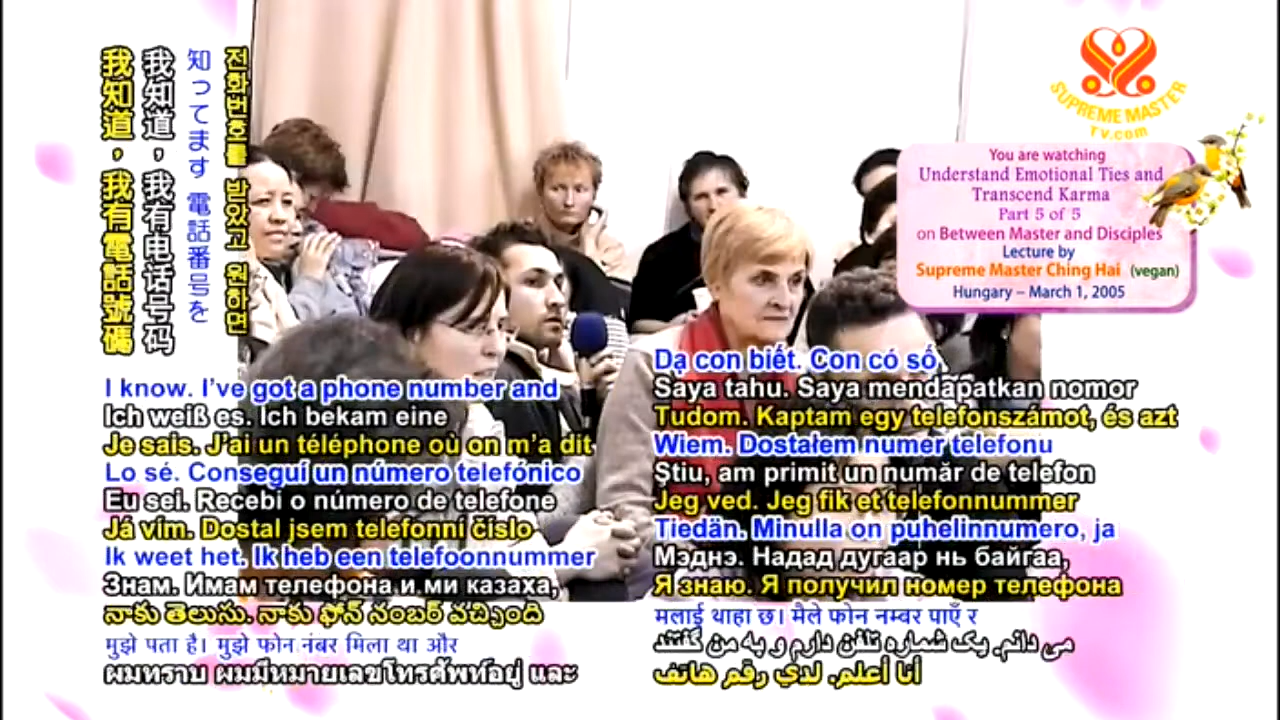 我知道，我有電話號碼
我知道，我有电话号码
知ってます 電話番号を
전화번호를 받았고 원하면
SUPREME MASTER
TV.com
You are watching
Understand Emotional Ties and
Transcend Karma
Part 5 of 5
on Between Master and Disciples
Lecture by
Supreme Master Ching Hai (vegan)
Hungary – March 1, 2005
I know. I've got a phone number and
Ich weiß es. Ich bekam eine
Je sais. J'ai un téléphone où on m'a dit
Lo sé. Conseguí un número telefónico
Eu sei. Recebi o número de telefone
Já vím. Dostal jsem telefonní číslo
Ik weet het. Ik heb een telefoonnummer
Знам. Имам телефона и ми казаха,
నాకు తెలుసు. నాకు ఫోన్ నంబర్ వచ్చింది
मुझे पता है। मुझे फोन नंबर मिला था और
ผมทราบ ผมมีหมายเลขโทรศัพท์อยู่ และ
Dạ con biết. Con có số
Saya tahu. Saya mendapatkan nomor
Tudom. Kaptam egy telefonszámot, és azt
Wiem. Dostałem numer telefonu
Știu, am primit un număr de telefon
Jeg ved. Jeg fik et telefonnummer
Tiedän. Minulla on puhelinnumero, ja
Мэднэ. Надад дугаар нь байгаа,
Я знаю. Я получил номер телефона
मलाई थाहा छ। मैले फोन नम्बर पाएँ र
می دانم. یک شماره تلفن دارم و به من گفتند
أنا أعلم. لدي رقم هاتف